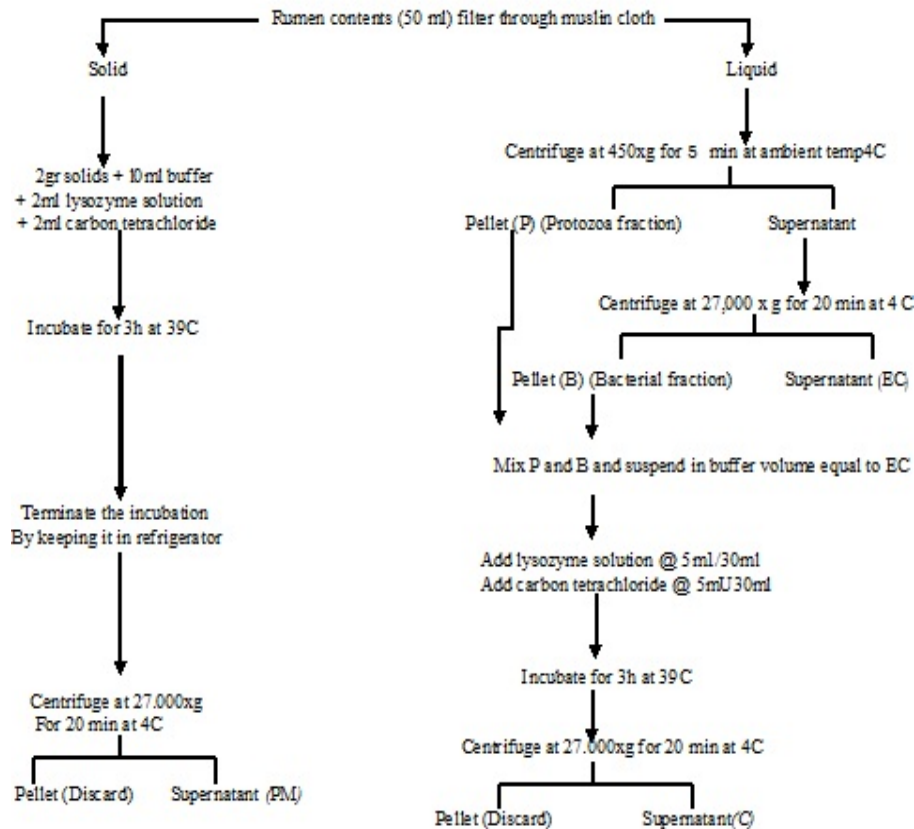 Rumen contents (50 ml) filter through muslin cloth
Solid
2gr solids + 10ml buffer
+ 2ml lysozyme solution
+ 2ml carbon tetrachloride
Incubate for 3h at 39C
Terminate the incubation
By keeping it in refrigerator
Centrifuge at 27.000xg
For 20 min at 4C
Pellet (Discard)
Supernatant (PM)
Liquid
Centrifuge at 450xg for 5 min at ambient temp4C
Pellet (P) (Protozoa fraction)
Supernatant
Centrifuge at 27,000 x g for 20 min at 4 C
Pellet (B) (Bacterial fraction)
Supernatant (EC)
Mix P and B and suspend in buffer volume equal to EC
Add lysozyme solution @ 5ml/30ml
Add carbon tetrachloride @ 5mU30ml
Incubate for 3h at 39C
Centrifuge at 27.000xg for 20 min at 4C
Pellet (Discard)
Supernatant('C)